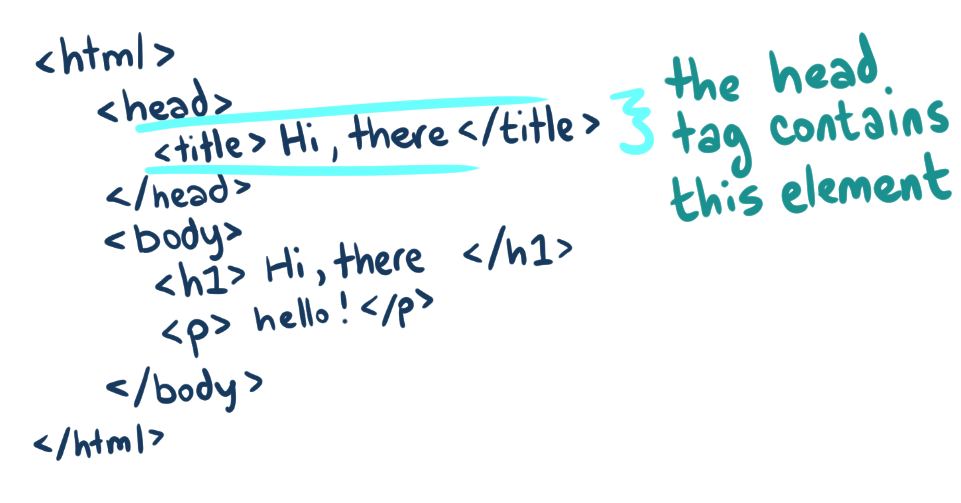 <html>
<head>
<title> Hi, there </title>
</head>
<body>
<h1> Hi, there </h1>
<p> hello! </p>
</body>
</html>
the head
tag contains
this element